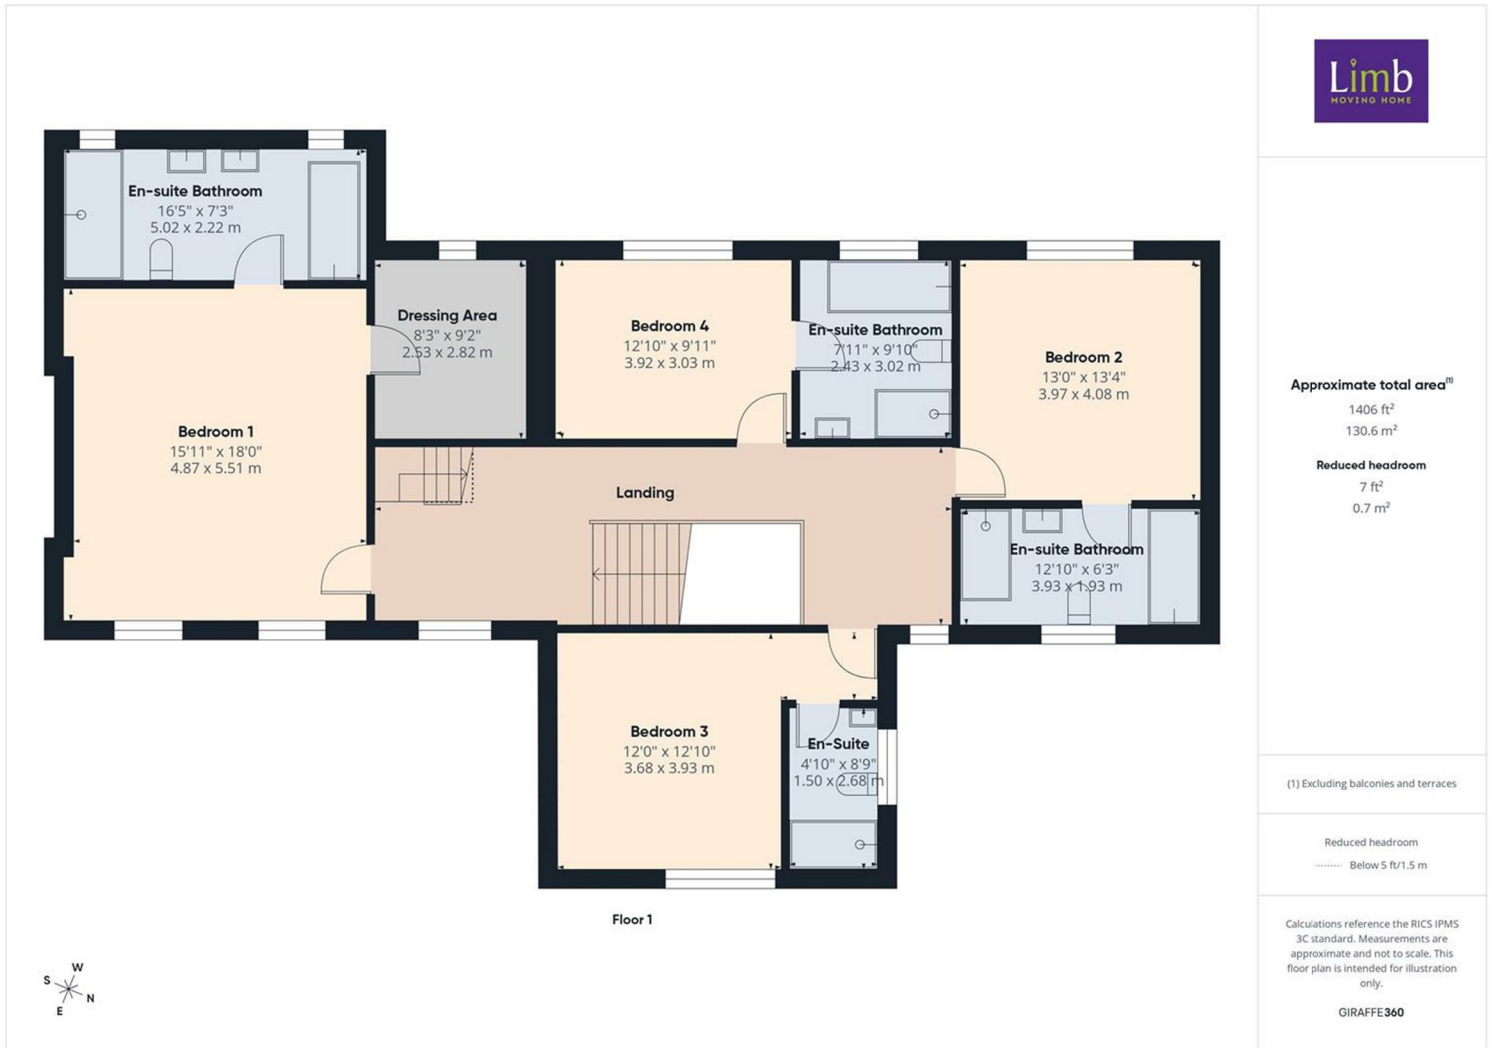 En-suite Bathroom
16'5" x 7'3"
5.02 x 2.22 m
Dressing Area
8'3" x 9'2"
2.53 x 2.82 m
Bedroom 4
12'10" x 9'11"
3.92 x 3.03 m
En-suite Bathroom
7'11" x 9'10"
2.43 x 3.02 m
Bedroom 2
13'0" x 13'4"
3.97 x 4.08 m
Bedroom 1
15'11" x 18'0"
4.87 x 5.51 m
Landing
En-suite Bathroom
12'10" x 6'3"
3.93 x 1.93 m
Bedroom 3
12'0" x 12'10"
3.68 x 3.93 m
En-Suite
4'10" x 8'9"
1.50 x 2.68 m
Floor 1
W
S
N
E
Limb
MOVING HOME
Approximate total area(1)
1406 ft²
130.6 m²
Reduced headroom
7 ft²
0.7 m²
(1) Excluding balconies and terraces
Reduced headroom
Below 5 ft/1.5 m
Calculations reference the RICS IPMS
3C standard. Measurements are
approximate and not to scale. This
floor plan is intended for illustration
only.
GIRAFFE360